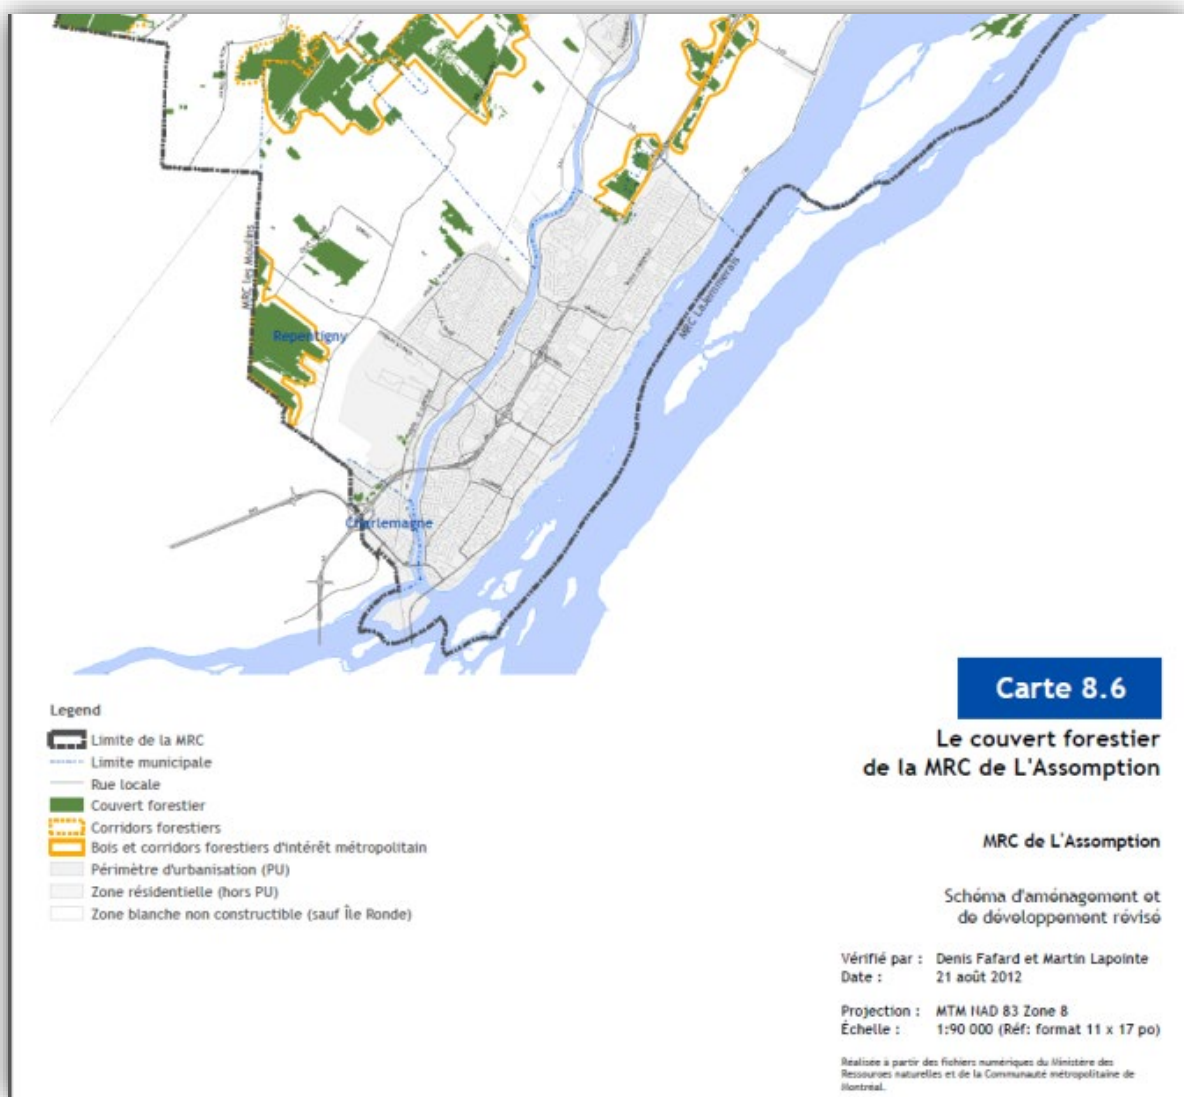 MRC Les Moulins
MRC Lajemmerais
Repentigny
Charlemagne
Legend
Limite de la MRC
Limite municipale
Rue locale
Couvert forestier
Corridors forestiers
Bois et corridors forestiers d'intérêt métropolitain
Périmètre d'urbanisation (PU)
Zone résidentielle (hors PU)
Zone blanche non constructible (sauf Île Ronde)
Carte 8.6
Le couvert forestier
de la MRC de L'Assomption
MRC de L'Assomption
Schéma d'aménagement et
de développement révisé
Vérifié par : Denis Fafard et Martin Lapointe
Date : 21 août 2012
Projection : MTM NAD 83 Zone 8
Échelle : 1:90 000 (Réf: format 11 x 17 po)
Réalisée à partir des fichiers numériques du Ministère des
Ressources naturelles et de la Communauté métropolitaine de
Montréal.